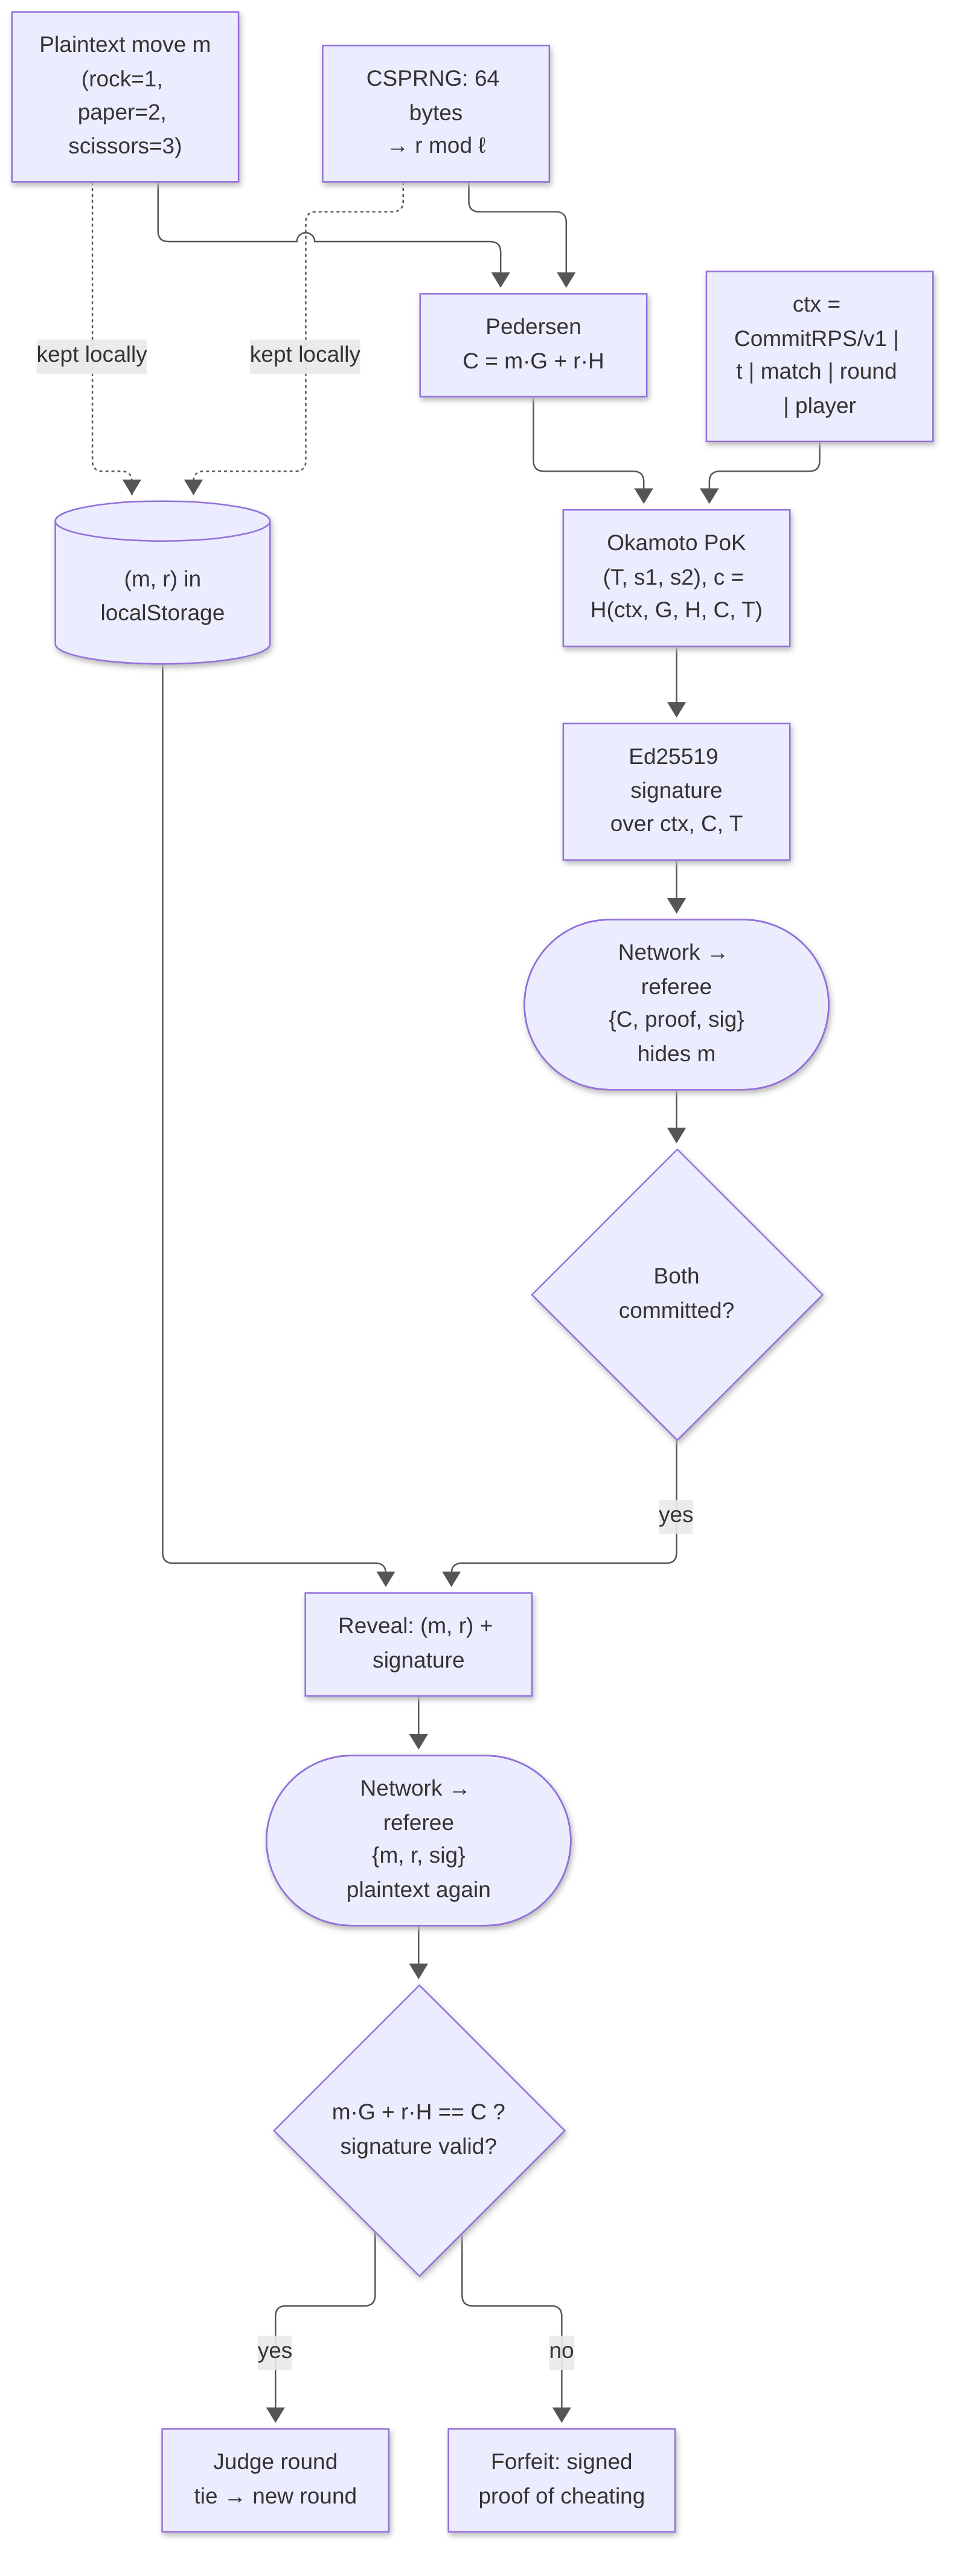 Plaintext move m
(rock=1,
paper=2,
scissors=3)
CSPRNG: 64
bytes
→ r mod ℓ
kept locally
kept locally
Pedersen
C = m·G + r·H
ctx =
CommitRPS/v1 |
t | match | round
| player
(m, r) in
localStorage
Okamoto PoK
(T, s1, s2), c =
H(ctx, G, H, C, T)
Ed25519
signature
over ctx, C, T
Network →
referee
{C, proof, sig}
hides m
Both
committed?
yes
Reveal: (m, r) +
signature
Network →
referee
{m, r, sig}
plaintext again
m·G + r·H == C ?
signature valid?
yes
no
Judge round
tie → new round
Forfeit: signed
proof of cheating